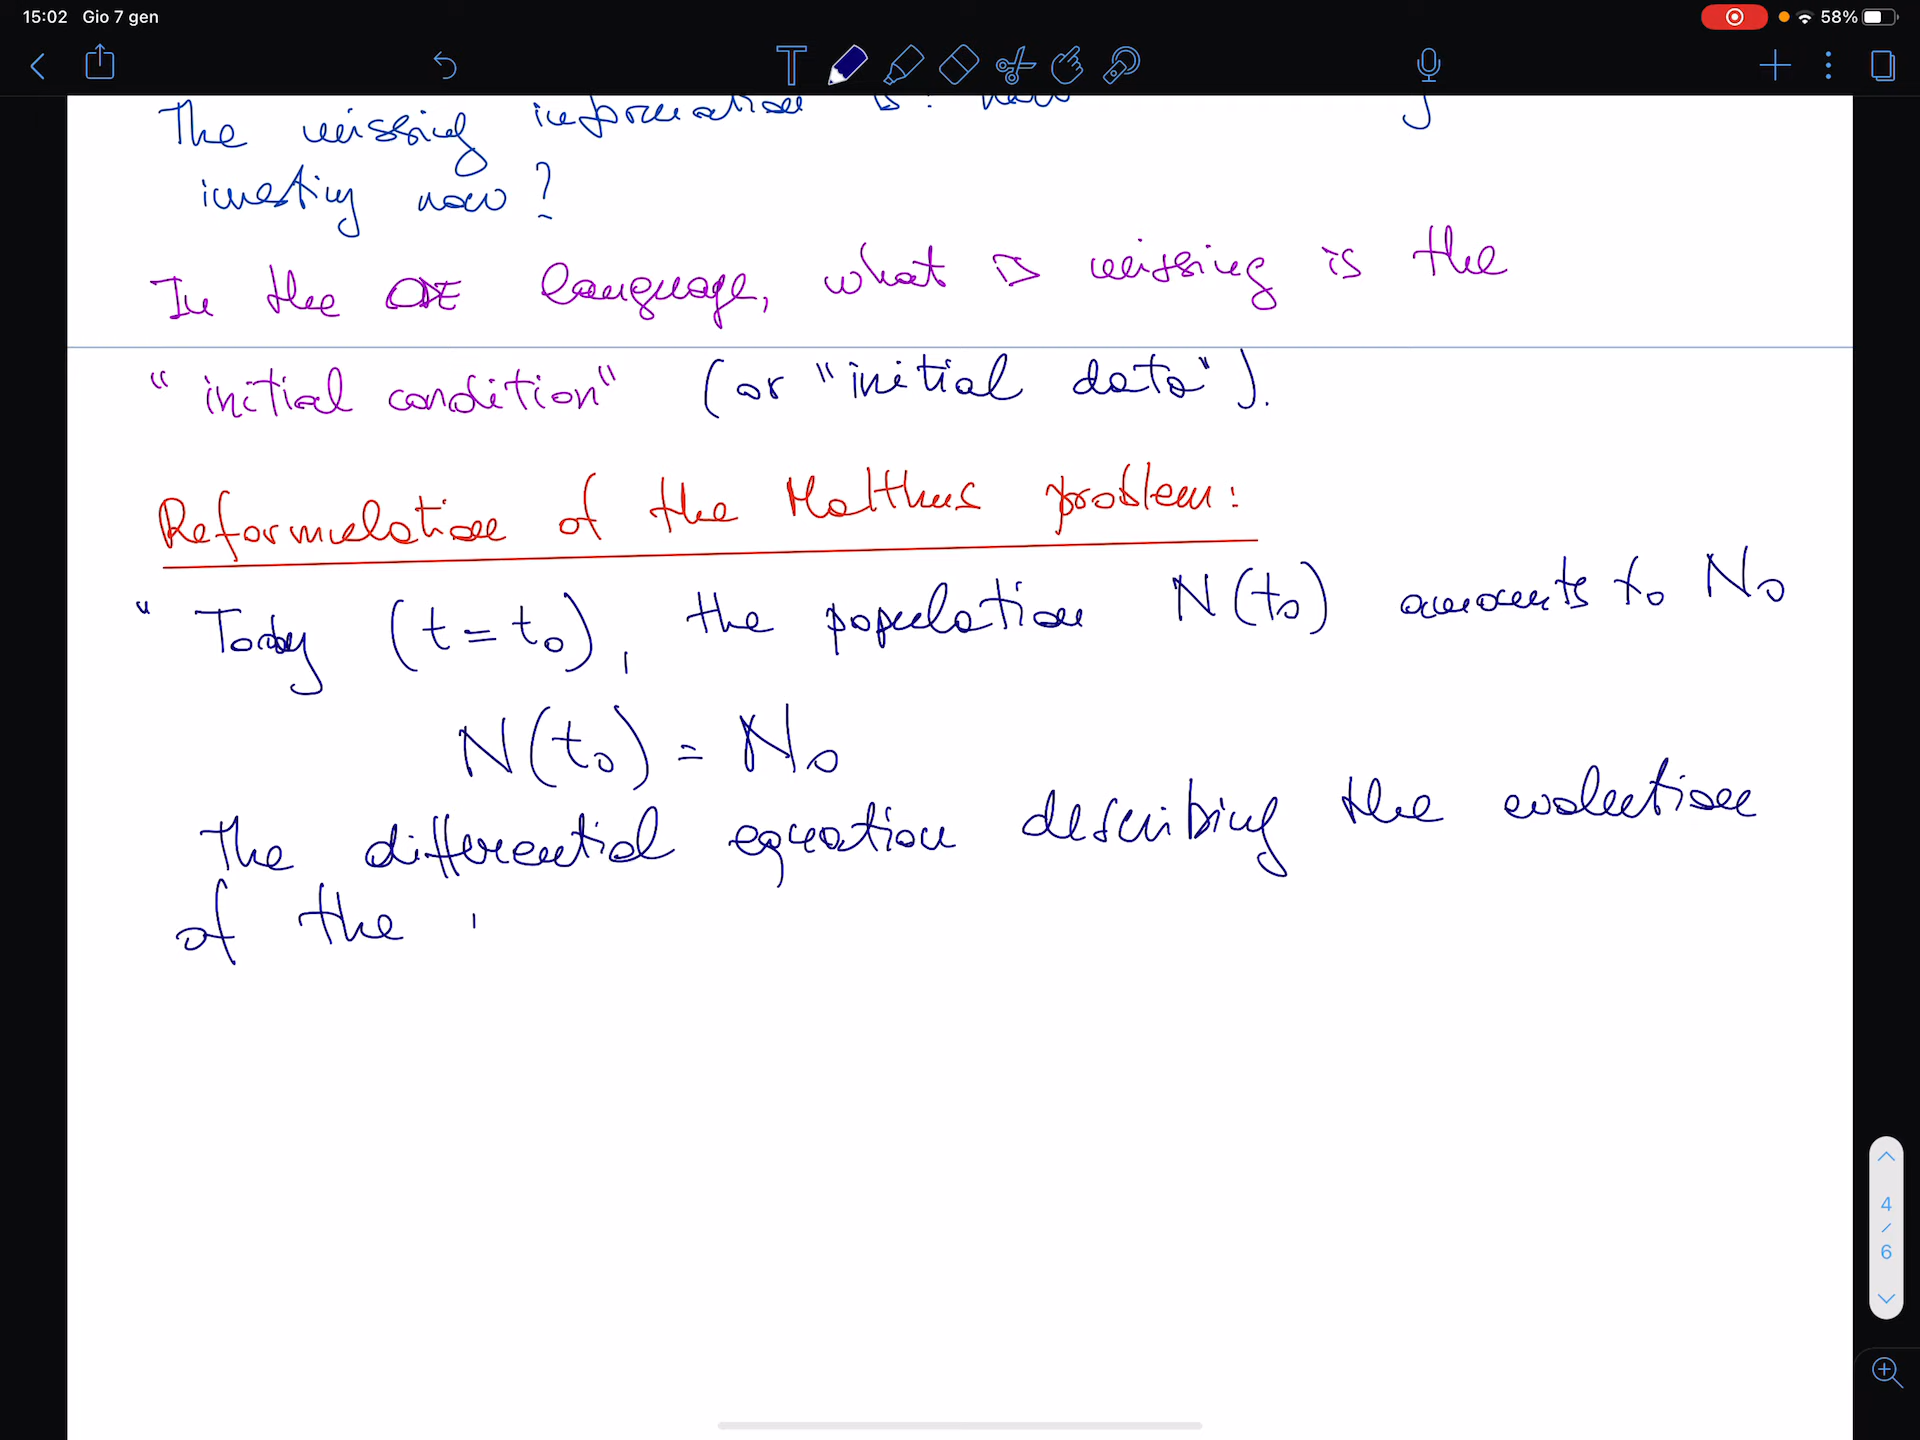 15:02 Gio 7 gen 58%
The missing information is:
investing now?
In the ODE language, what is missing is the
"initial condition" (or "initial data").
Reformulation of the Malthus problem:
" Today (t=t₀), the population N(t₀) amounts to N₀
N(t₀) = N₀
The differential equation describing the evolution
of the
4
/
6